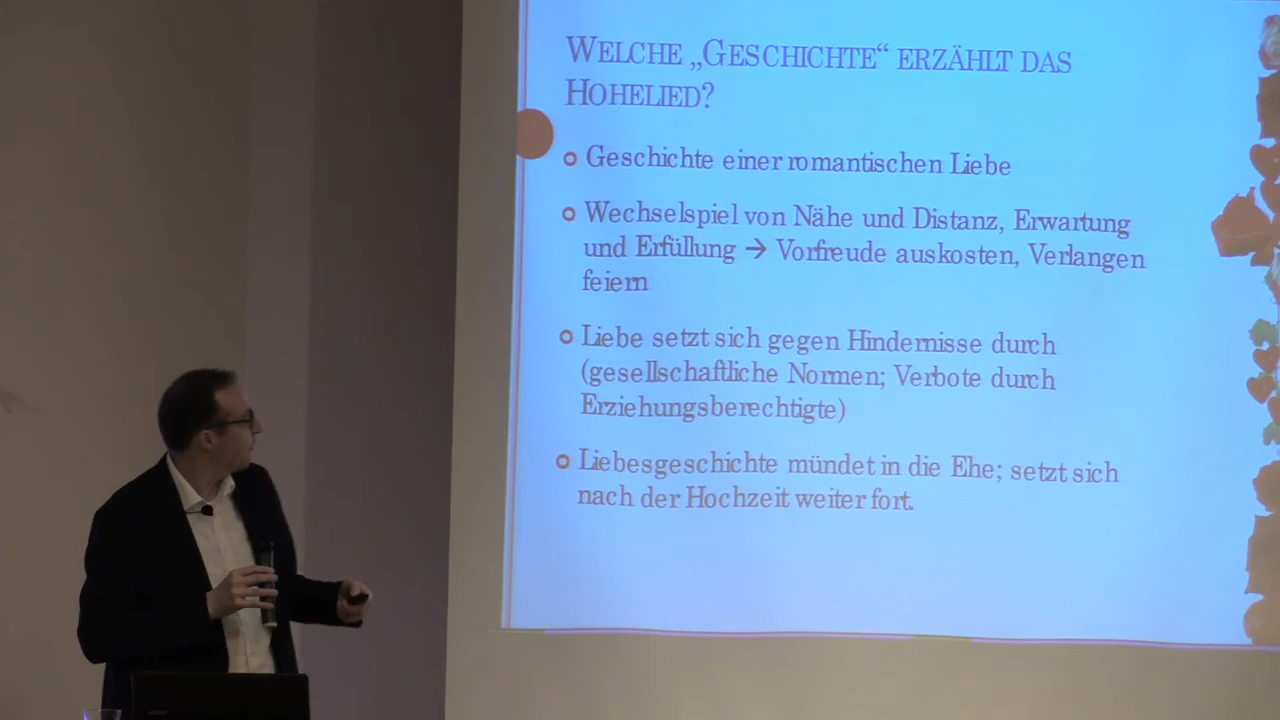 WELCHE „GESCHICHTE“ ERZÄHLT DAS
HOHELIED?
Geschichte einer romantischen Liebe
Wechselspiel von Nähe und Distanz, Erwartung
und Erfüllung → Vorfreude auskosten, Verlangen
feiern
Liebe setzt sich gegen Hindernisse durch
(gesellschaftliche Normen; Verbote durch
Erziehungsberechtigte)
Liebesgeschichte mündet in die Ehe; setzt sich
nach der Hochzeit weiter fort.